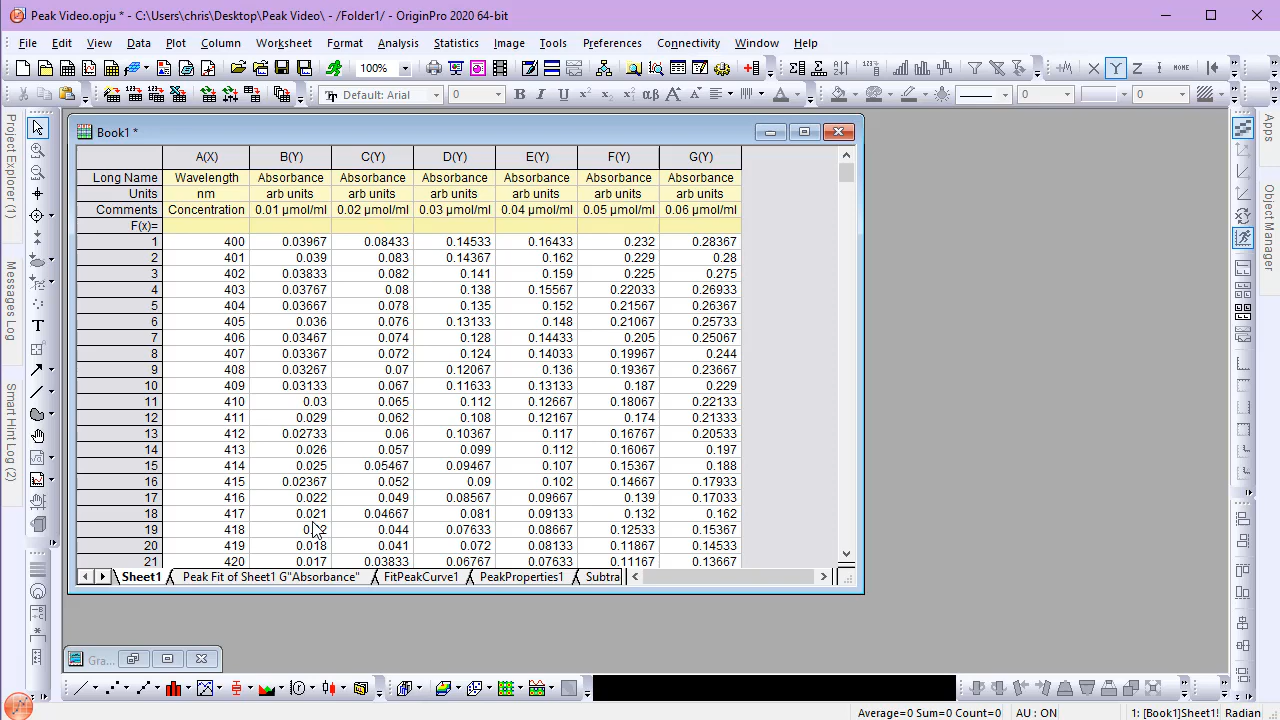 Peak Video.opju * - C:\Users\chris\Desktop\Peak Video\ - /Folder1/ - OriginPro 2020 64-bit
File Edit View Data Plot Column Worksheet Format Analysis Statistics Image Tools Preferences Connectivity Window Help
100%
Default: Arial 0 B I U αβ A A A 0 0
X Y Z HOME
Project Explorer (1)
Messages Log
Smart Hint Log (2)
Apps
Object Manager
Book1 *
A(X) B(Y) C(Y) D(Y) E(Y) F(Y) G(Y)
Long Name Wavelength Absorbance Absorbance Absorbance Absorbance Absorbance Absorbance
Units nm arb units arb units arb units arb units arb units arb units
Comments Concentration 0.01 μmol/ml 0.02 μmol/ml 0.03 μmol/ml 0.04 μmol/ml 0.05 μmol/ml 0.06 μmol/ml
F(x)=
1 400 0.03967 0.08433 0.14533 0.16433 0.232 0.28367
2 401 0.039 0.083 0.14367 0.162 0.229 0.28
3 402 0.03833 0.082 0.141 0.159 0.225 0.275
4 403 0.03767 0.08 0.138 0.15567 0.22033 0.26933
5 404 0.03667 0.078 0.135 0.152 0.21567 0.26367
6 405 0.036 0.076 0.13133 0.148 0.21067 0.25733
7 406 0.03467 0.074 0.128 0.14433 0.205 0.25067
8 407 0.03367 0.072 0.124 0.14033 0.19967 0.244
9 408 0.03267 0.07 0.12067 0.136 0.19367 0.23667
10 409 0.03133 0.067 0.11633 0.13133 0.187 0.229
11 410 0.03 0.065 0.112 0.12667 0.18067 0.22133
12 411 0.029 0.062 0.108 0.12167 0.174 0.21333
13 412 0.02733 0.06 0.10367 0.117 0.16767 0.20533
14 413 0.026 0.057 0.099 0.112 0.16067 0.197
15 414 0.025 0.05467 0.09467 0.107 0.15367 0.188
16 415 0.02367 0.052 0.09 0.102 0.14667 0.17933
17 416 0.022 0.049 0.08567 0.09667 0.139 0.17033
18 417 0.021 0.04667 0.081 0.09133 0.132 0.162
19 418 0.044 0.07633 0.08667 0.12533 0.15367
20 419 0.018 0.041 0.072 0.08133 0.11867 0.14533
21 420 0.017 0.03833 0.06767 0.07633 0.11167 0.13667
Sheet1 Peak Fit of Sheet1 G"Absorbance" FitPeakCurve1 PeakProperties1 Subtra
Gra...
Average=0 Sum=0 Count=0 AU : ON 1: [Book1]Sheet1! Radian